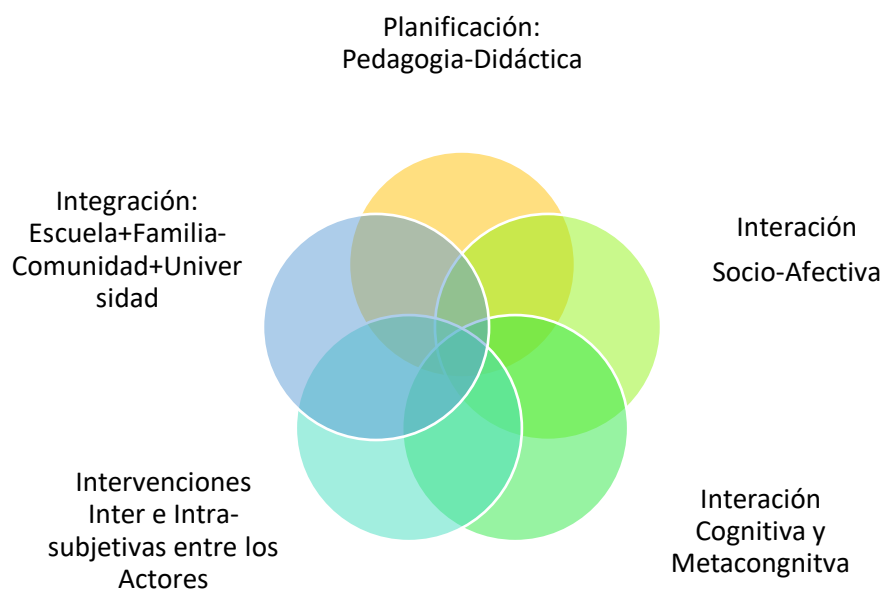 Planificación:
Pedagogia-Didáctica
Integración:
Escuela+Familia-
Comunidad+Univer
sidad
Interación
Socio-Afectiva
Intervenciones
Inter e Intra-
subjetivas entre los
Actores
Interación
Cognitiva y
Metacongnitva